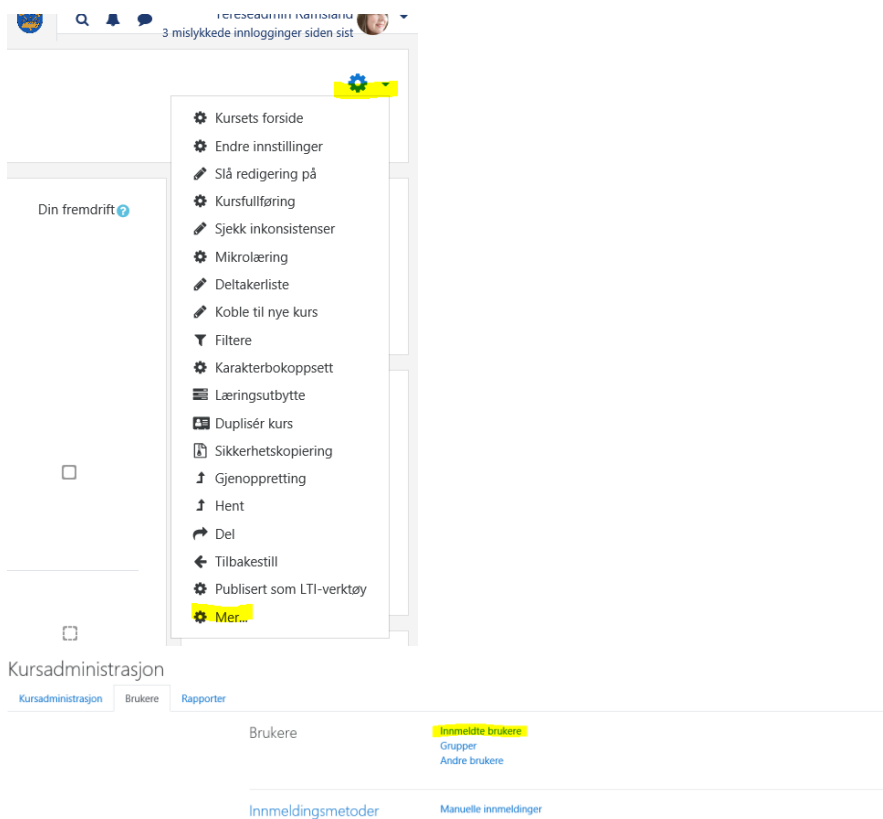 Tereseadmin Ramsland
3 mislykkede innlogginger siden sist
Kursets forside
Endre innstillinger
Slå redigering på
Din fremdrift
Kursfullføring
Sjekk inkonsistenser
Mikrolæring
Deltakerliste
Koble til nye kurs
Filtere
Karakterbokoppsett
Læringsutbytte
Duplisér kurs
Sikkerhetskopiering
Gjenoppretting
Hent
Del
Tilbakestill
Publisert som LTI-verktøy
Mer...
Kursadministrasjon
Kursadministrasjon Brukere Rapporter
Brukere Innmeldte brukere
Grupper
Andre brukere
Innmeldingsmetoder Manuelle innmeldinger